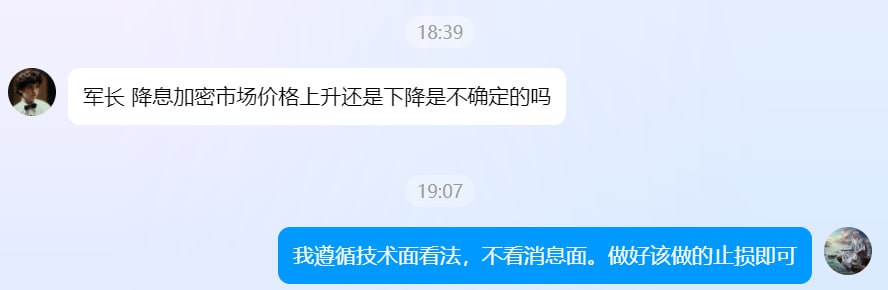 18:39
军长 降息加密市场价格上升还是下降是不确定的吗
19:07
我遵循技术面看法，不看消息面。做好该做的止损即可